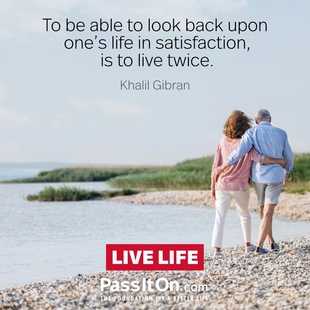 To be able to look back upon
one's life in satisfaction,
is to live twice.
Khalil Gibran
LIVE LIFE
PassItOn.com
THE FOUNDATION FOR A BETTER LIFE